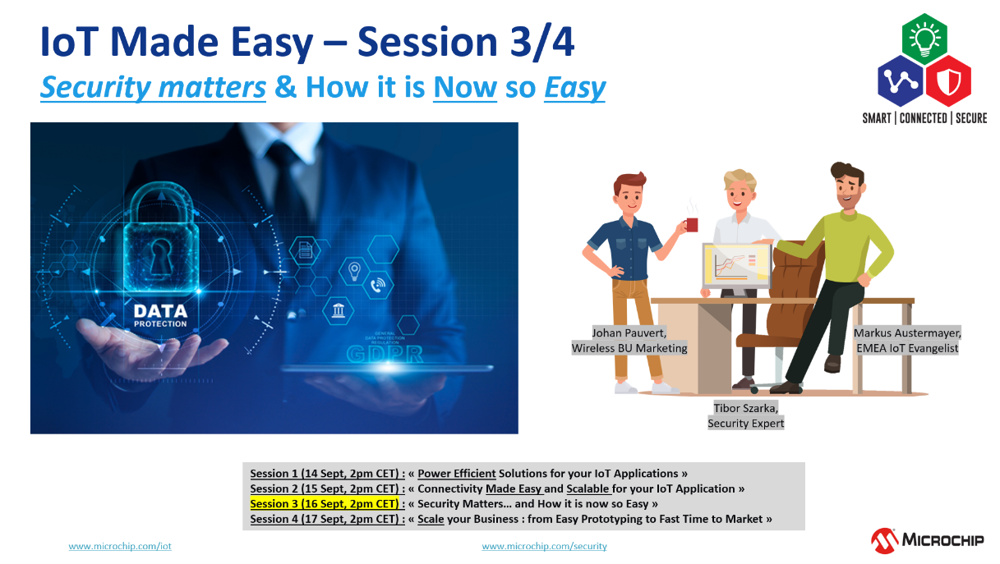 IoT Made Easy – Session 3/4
Security matters & How it is Now so Easy
SMART | CONNECTED | SECURE
DATA
PROTECTION
GENERAL
DATA PROTECTION
REGULATION
GDPR
Johan Pauvert,
Wireless BU Marketing
Markus Austermayer,
EMEA IoT Evangelist
Tibor Szarka,
Security Expert
Session 1 (14 Sept, 2pm CET) : « Power Efficient Solutions for your IoT Applications »
Session 2 (15 Sept, 2pm CET) : « Connectivity Made Easy and Scalable for your IoT Application »
Session 3 (16 Sept, 2pm CET) : « Security Matters… and How it is now so Easy »
Session 4 (17 Sept, 2pm CET) : « Scale your Business : from Easy Prototyping to Fast Time to Market »
www.microchip.com/iot
www.microchip.com/security
MICROCHIP